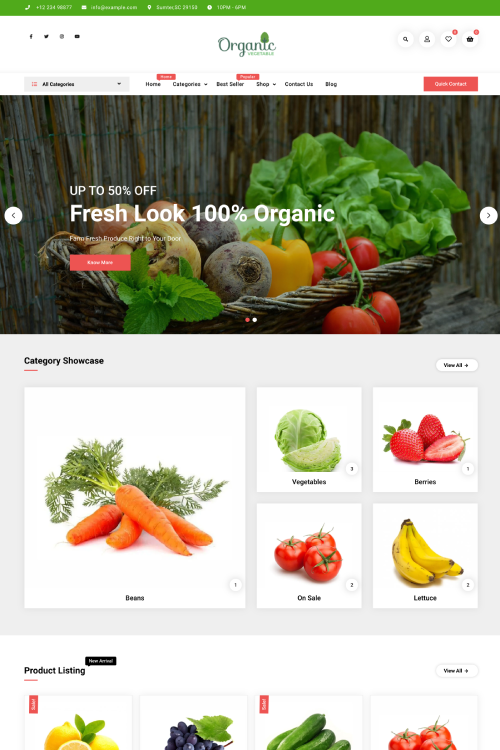 +12 234 98877 info@example.com Sumter,SC 29150 10PM - 6PM
Organic
VEGETABLE
0 0
Home Popular
All Categories Home Categories Best Seller Shop Contact Us Blog Quick Contact
UP TO 50% OFF
Fresh Look 100% Organic
Farm Fresh Produce Right to Your Door
Know More
Category Showcase
View All →
3 1
Vegetables Berries
1 2 2
Beans On Sale Lettuce
New Arrival
Product Listing
View All →
Sale! Sale!